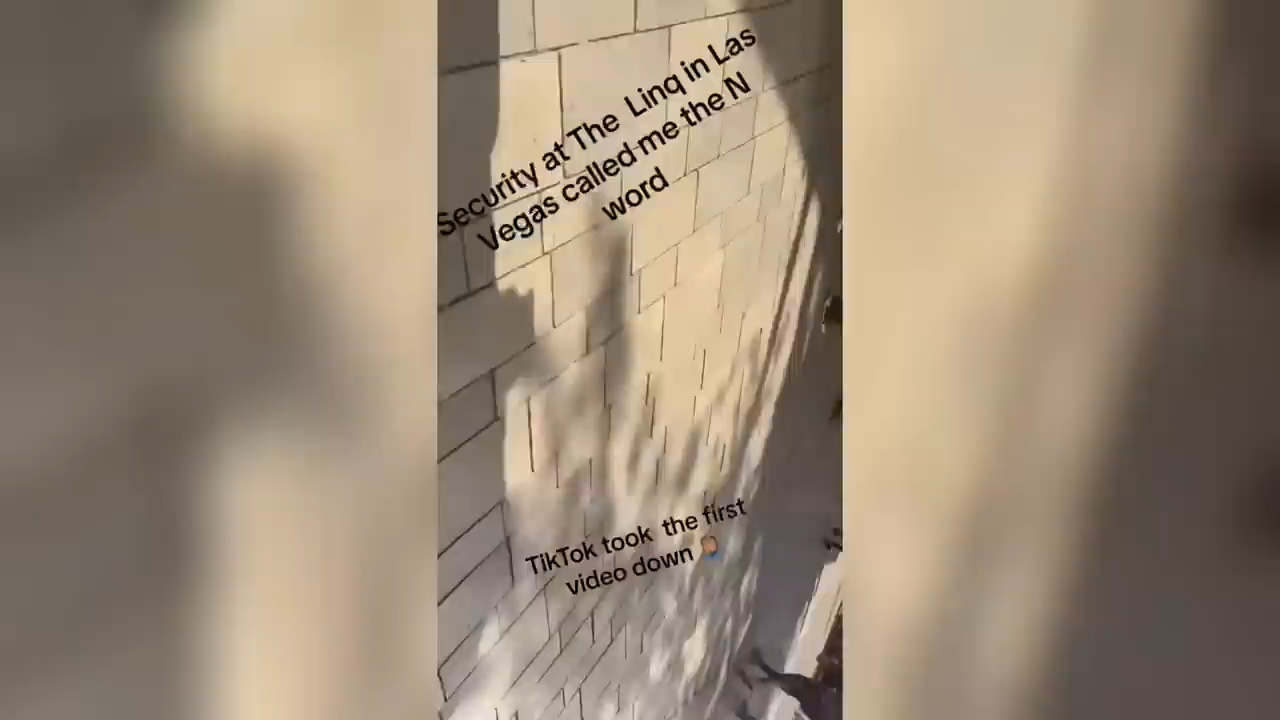 Security at The Linq in Las
Vegas called me the N
word
TikTok took the first
video down 🤦🏽‍♂️